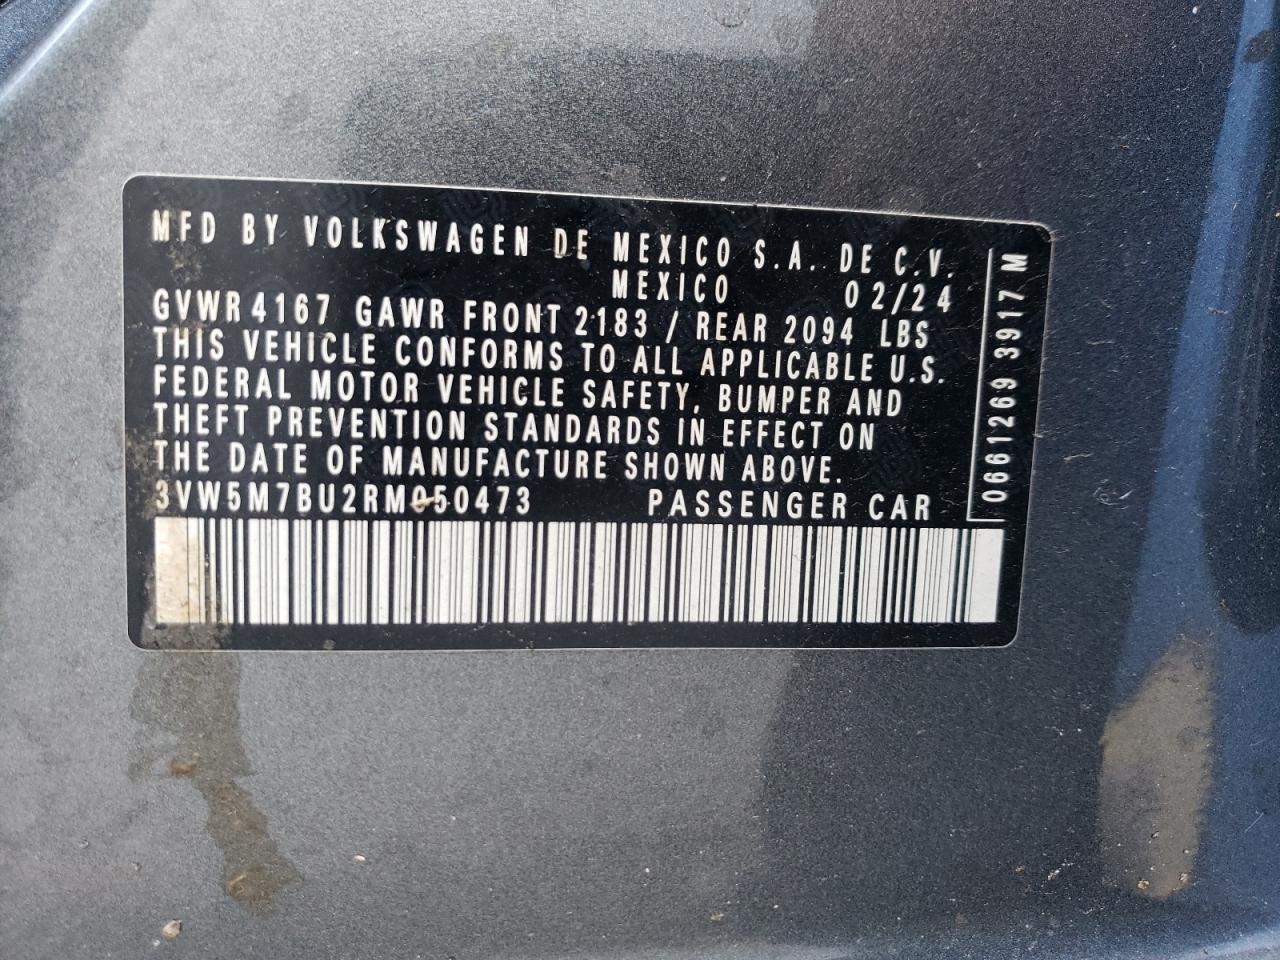 MFD BY VOLKSWAGEN DE MEXICO S.A. DE C.V.
MEXICO 02/24
GVWR 4167 GAWR FRONT 2183 / REAR 2094 LBS
THIS VEHICLE CONFORMS TO ALL APPLICABLE U.S.
FEDERAL MOTOR VEHICLE SAFETY, BUMPER AND
THEFT PREVENTION STANDARDS IN EFFECT ON
THE DATE OF MANUFACTURE SHOWN ABOVE.
3VW5M7BU2RM050473 PASSENGER CAR
0661269 3917 M